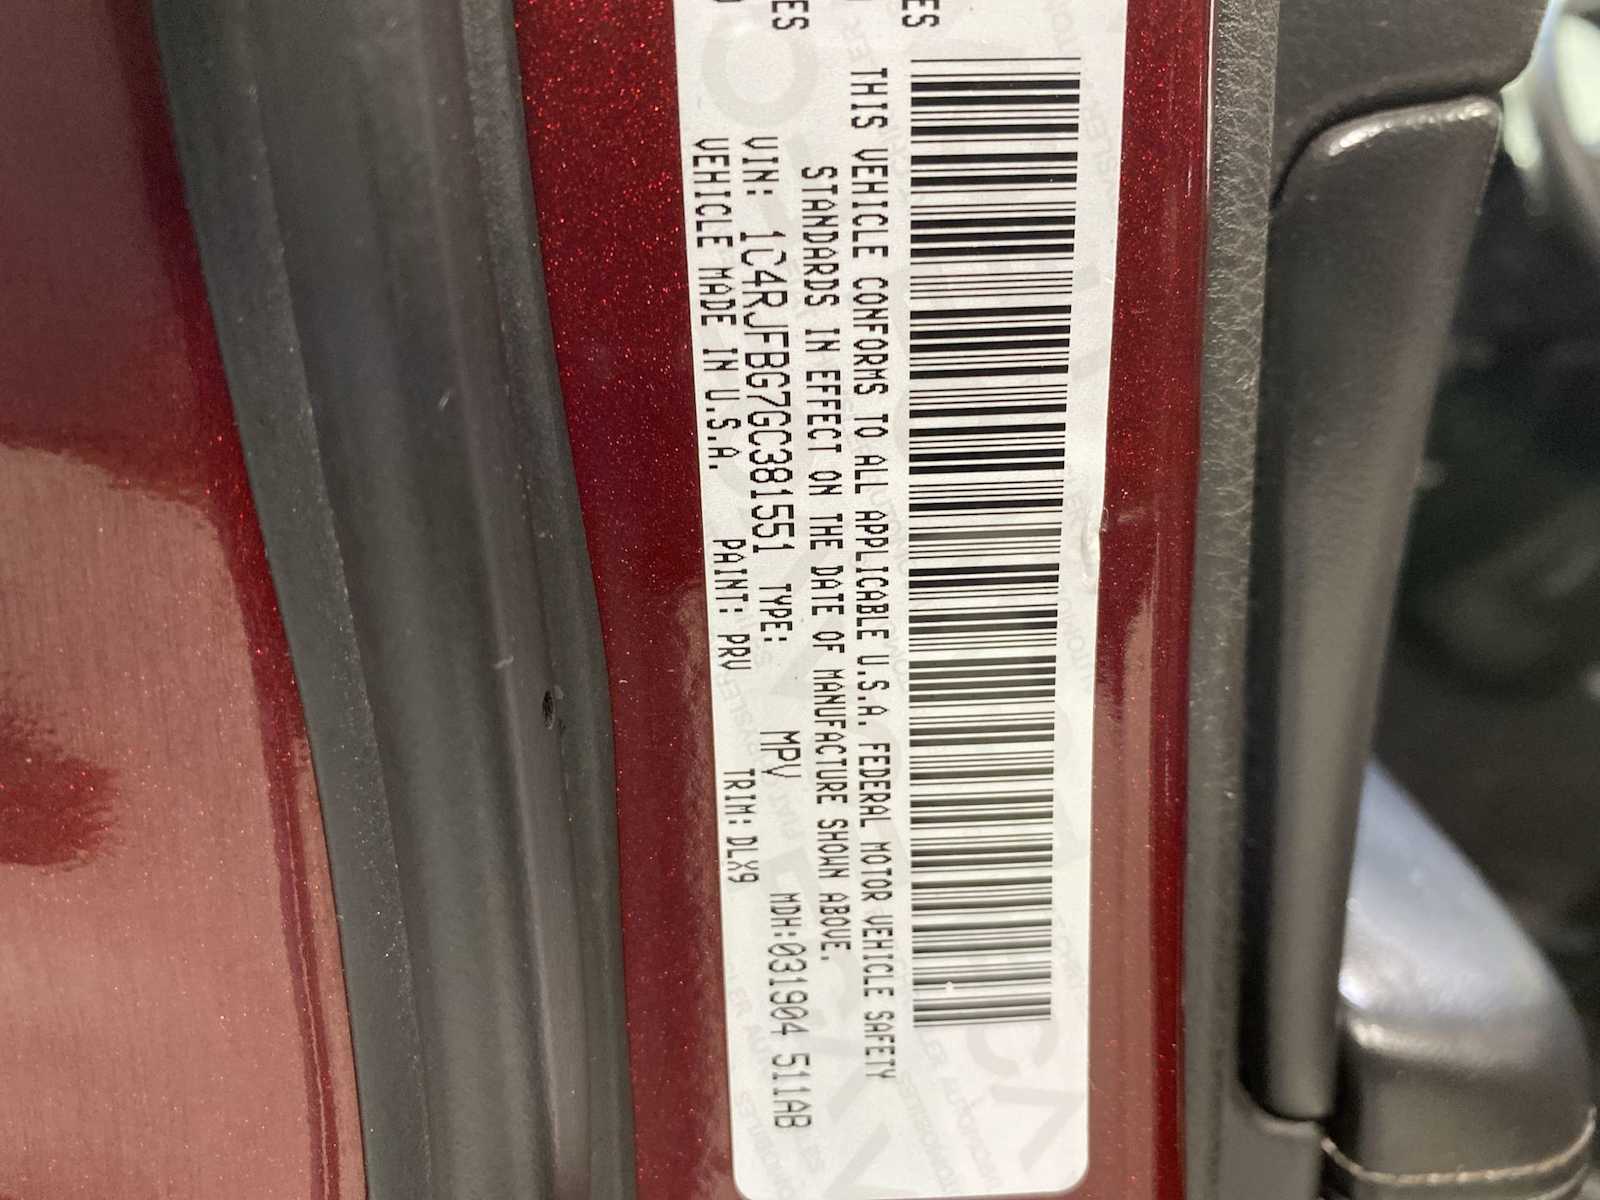 THIS VEHICLE CONFORMS TO ALL APPLICABLE U.S.A. FEDERAL MOTOR VEHICLE SAFETY
STANDARDS IN EFFECT ON THE DATE OF MANUFACTURE SHOWN ABOVE.
VIN: 1C4RJFBG7GC381551 TYPE: MPV MDH:031904 511AB
VEHICLE MADE IN U.S.A. PAINT: PRV TRIM: DLX9